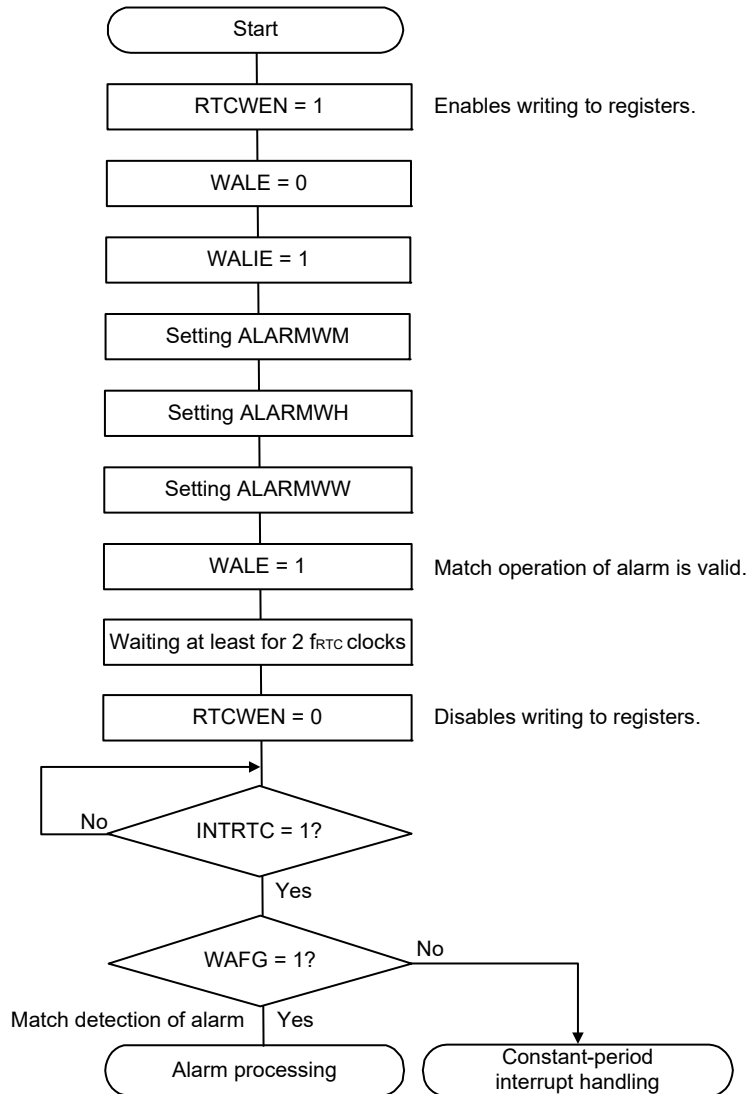 Start
RTCWEN = 1
Enables writing to registers.
WALE = 0
WALIE = 1
Setting ALARMWM
Setting ALARMWH
Setting ALARMWW
WALE = 1
Match operation of alarm is valid.
Waiting at least for 2 fRTC clocks
RTCWEN = 0
Disables writing to registers.
No
INTRTC = 1?
Yes
WAFG = 1?
No
Match detection of alarm
Yes
Alarm processing
Constant-period
interrupt handling